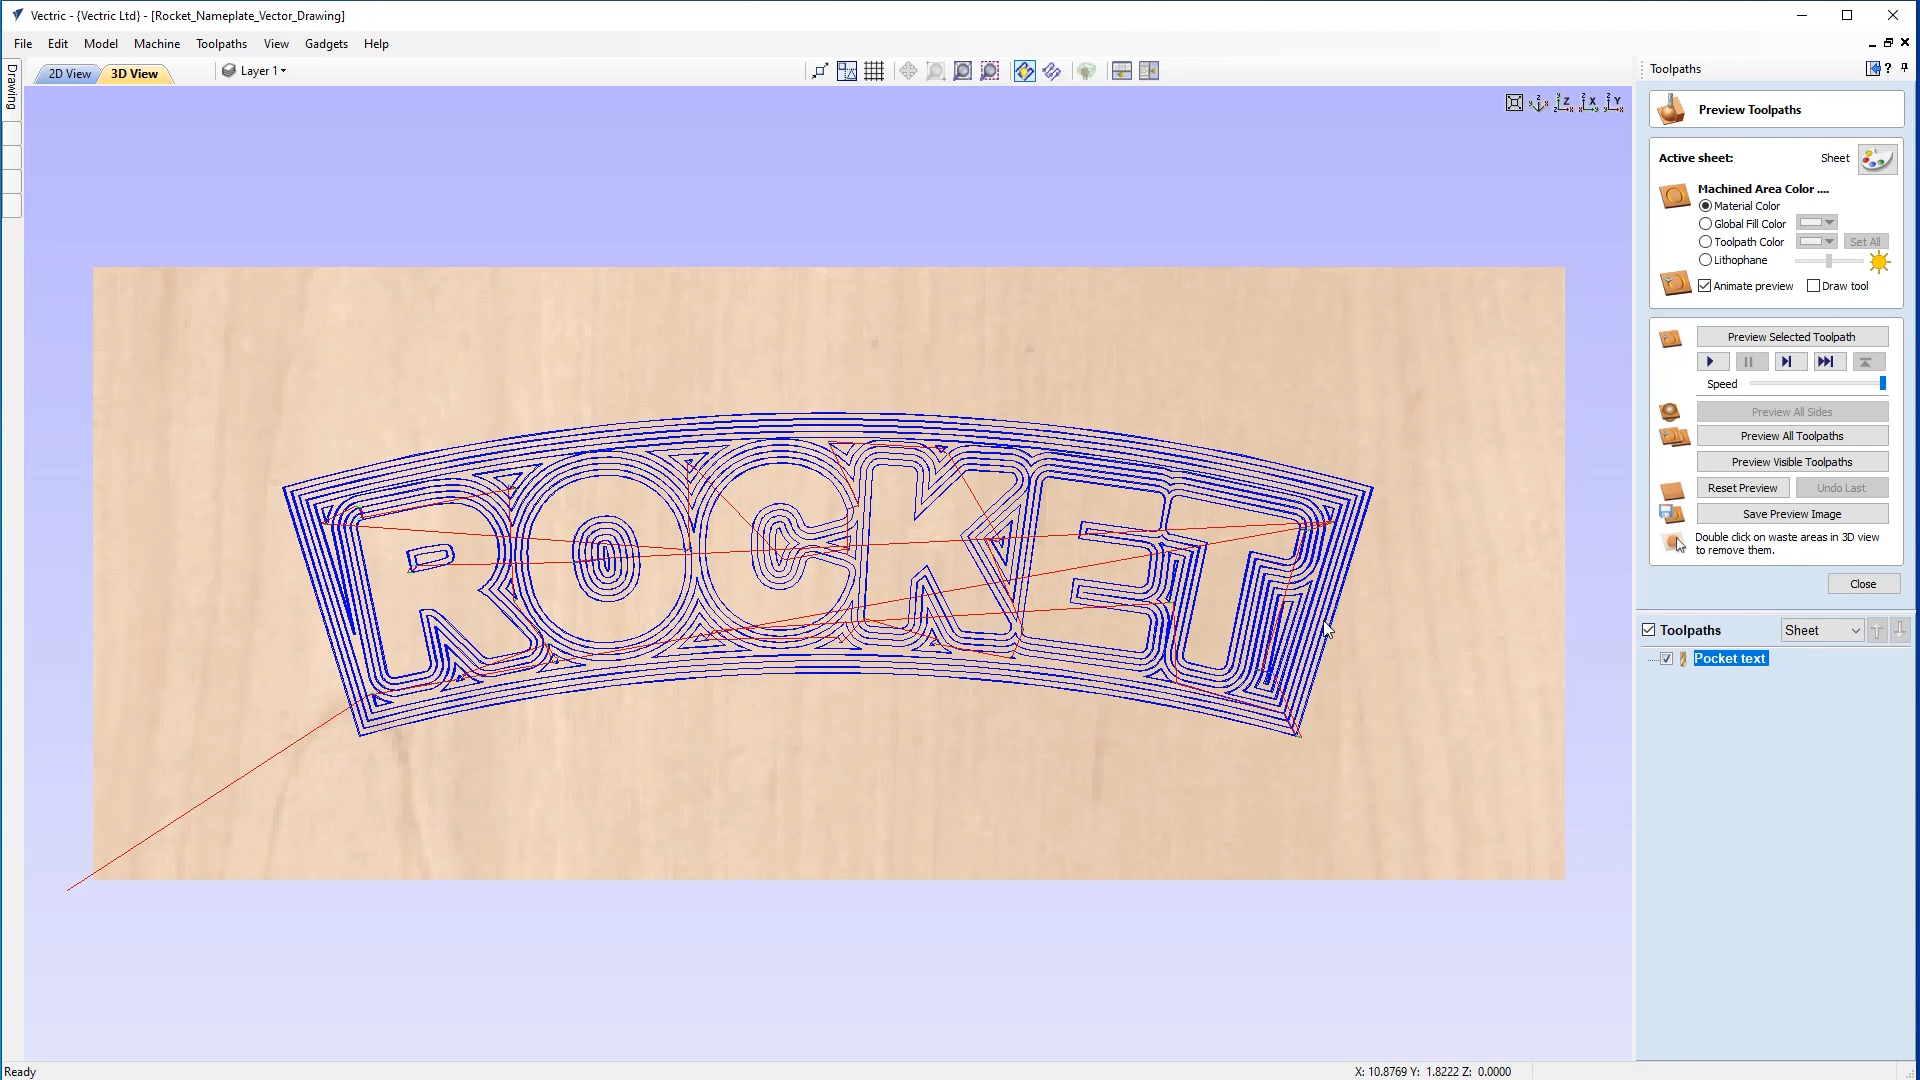 Vectric - {Vectric Ltd} - [Rocket_Nameplate_Vector_Drawing]
File Edit Model Machine Toolpaths View Gadgets Help
Drawing
2D View 3D View Layer 1
Toolpaths ?
Z Z X Y
Preview Toolpaths
Active sheet: Sheet
Machined Area Color ....
Material Color
Global Fill Color
Toolpath Color Set All
Lithophane
Animate preview Draw tool
Preview Selected Toolpath
Speed
Preview All Sides
Preview All Toolpaths
Preview Visible Toolpaths
Reset Preview Undo Last
Save Preview Image
Double click on waste areas in 3D view
to remove them.
Close
Toolpaths Sheet
Pocket text
ROCKET
Ready X: 10.8769 Y: 1.8222 Z: 0.0000